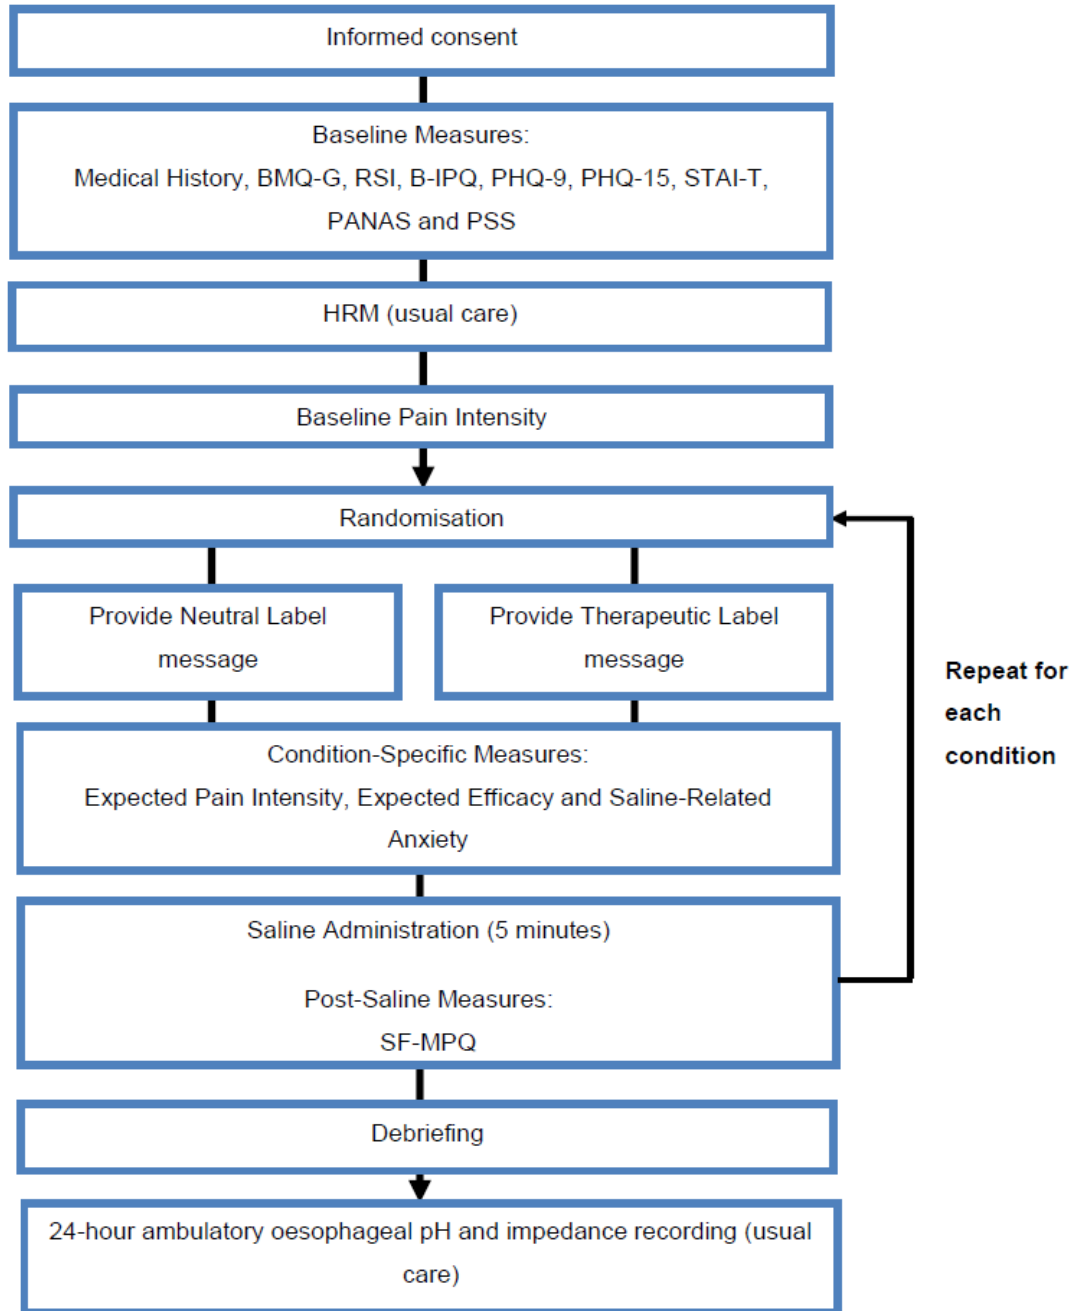 Informed consent
Baseline Measures:
Medical History, BMQ-G, RSI, B-IPQ, PHQ-9, PHQ-15, STAI-T,
PANAS and PSS
HRM (usual care)
Baseline Pain Intensity
Randomisation
Provide Neutral Label
message
Provide Therapeutic Label
message
Repeat for
each
condition
Condition-Specific Measures:
Expected Pain Intensity, Expected Efficacy and Saline-Related
Anxiety
Saline Administration (5 minutes)
Post-Saline Measures:
SF-MPQ
Debriefing
24-hour ambulatory oesophageal pH and impedance recording (usual
care)